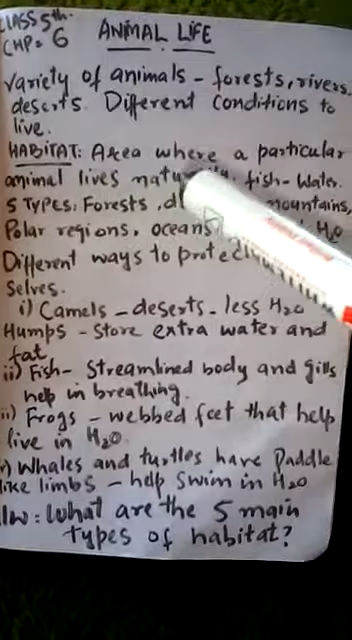 CLASS 5th.
CHP= 6
ANIMAL LIFE
Variety of animals - forests, rivers,
deserts. Different conditions to
live.
HABITAT: Area where a particular
animal lives fish - Water.
5 TYPES: Forests, mountains,
Polar regions, oceans H2O
Different ways to protect
selves.
i) Camels - deserts - less H2O
Humps - store extra water and
fat
ii) Fish - Streamlined body and gills
help in breathing.
ii) Frogs - webbed feet that help
live in H2O.
v) Whales and turtles have Paddle
like limbs - help swim in H2O
IW: What are the 5 main
types of habitat?